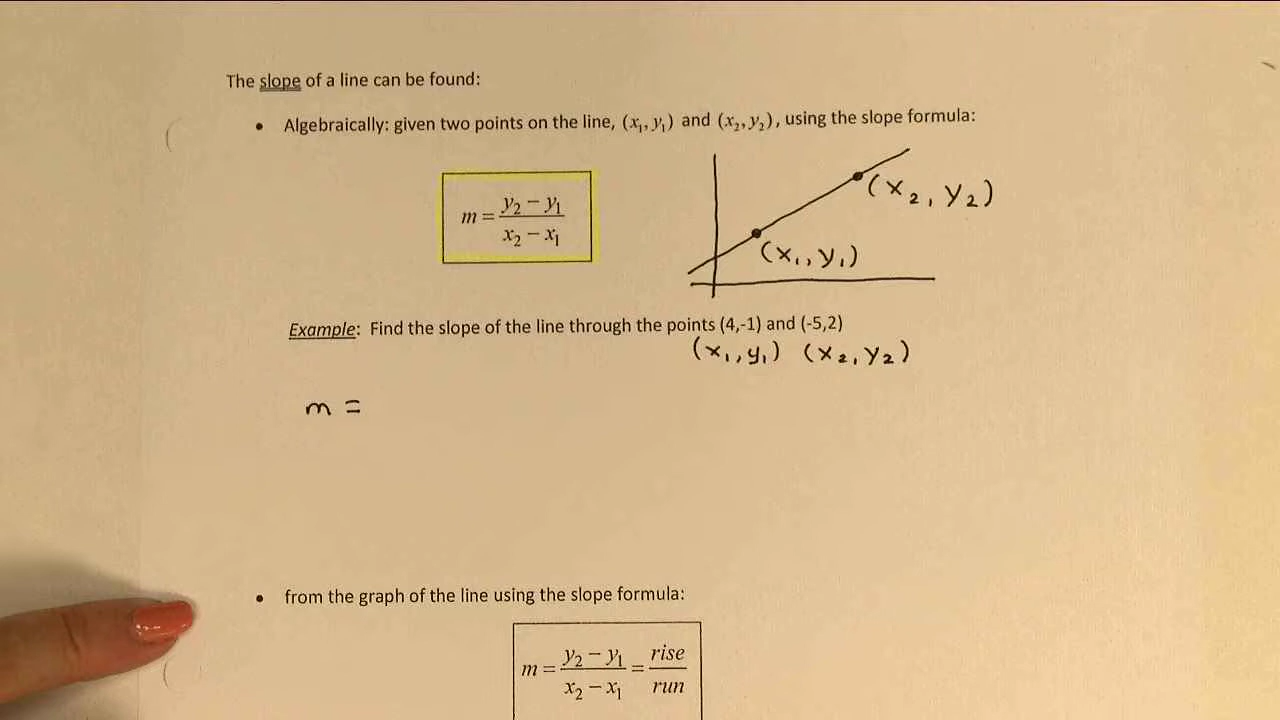 The slope of a line can be found:
• Algebraically: given two points on the line, (x₁, y₁) and (x₂, y₂), using the slope formula:
m = (y₂ − y₁) / (x₂ − x₁)
(x₂, y₂)
(x₁, y₁)
Example: Find the slope of the line through the points (4,-1) and (-5,2)
(x₁, y₁) (x₂, y₂)
m =
• from the graph of the line using the slope formula:
m = (y₂ − y₁) / (x₂ − x₁) = rise / run